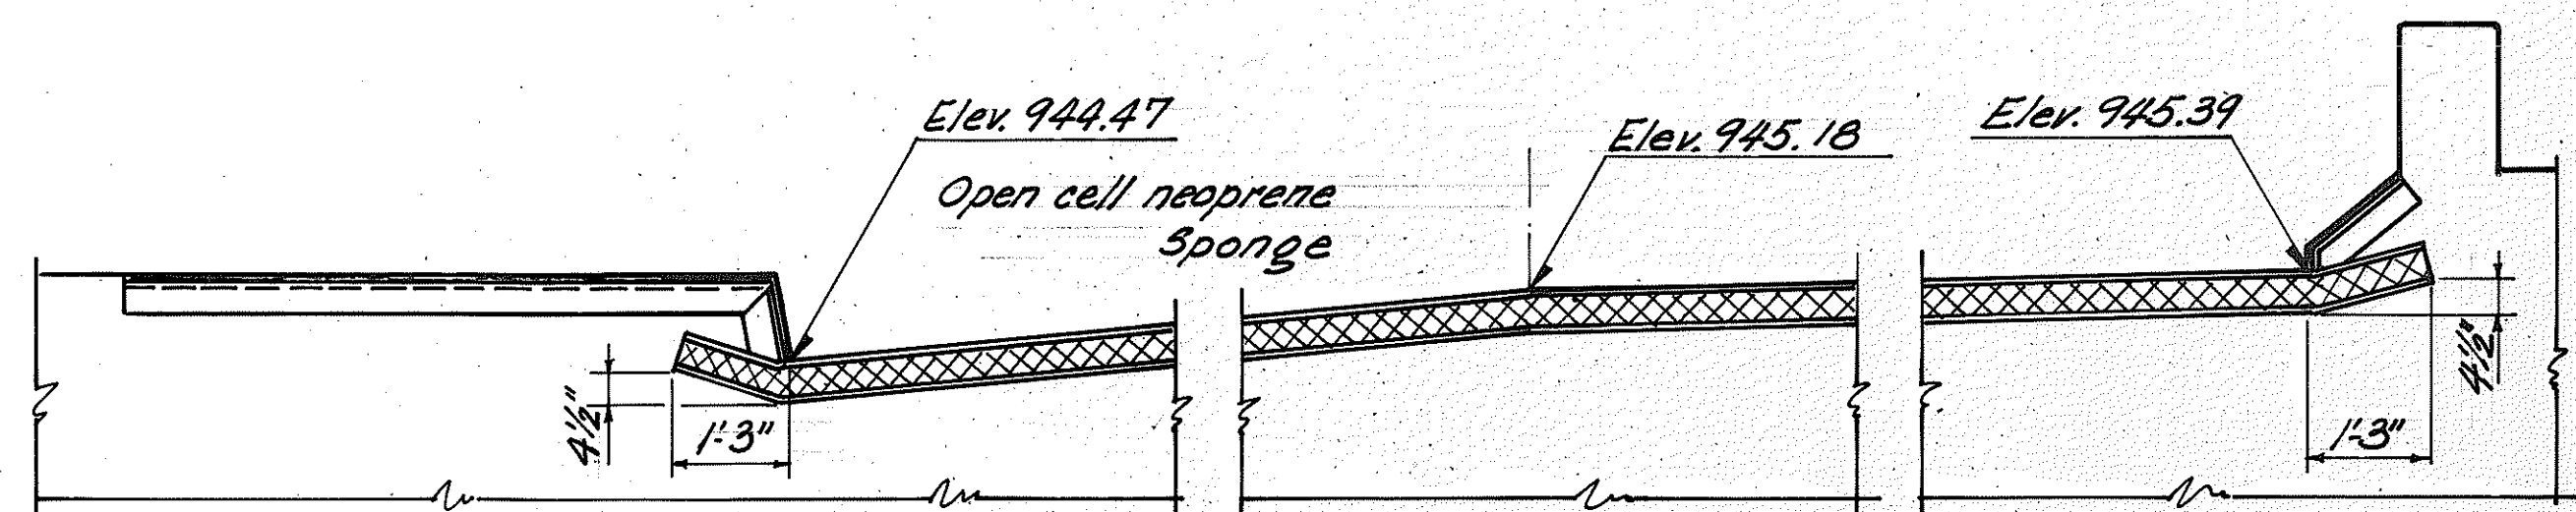 Elev. 944.47
Elev. 945.18
Elev. 945.39
Open cell neoprene
Sponge
4½"
1'-3"
4½"
1'-3"